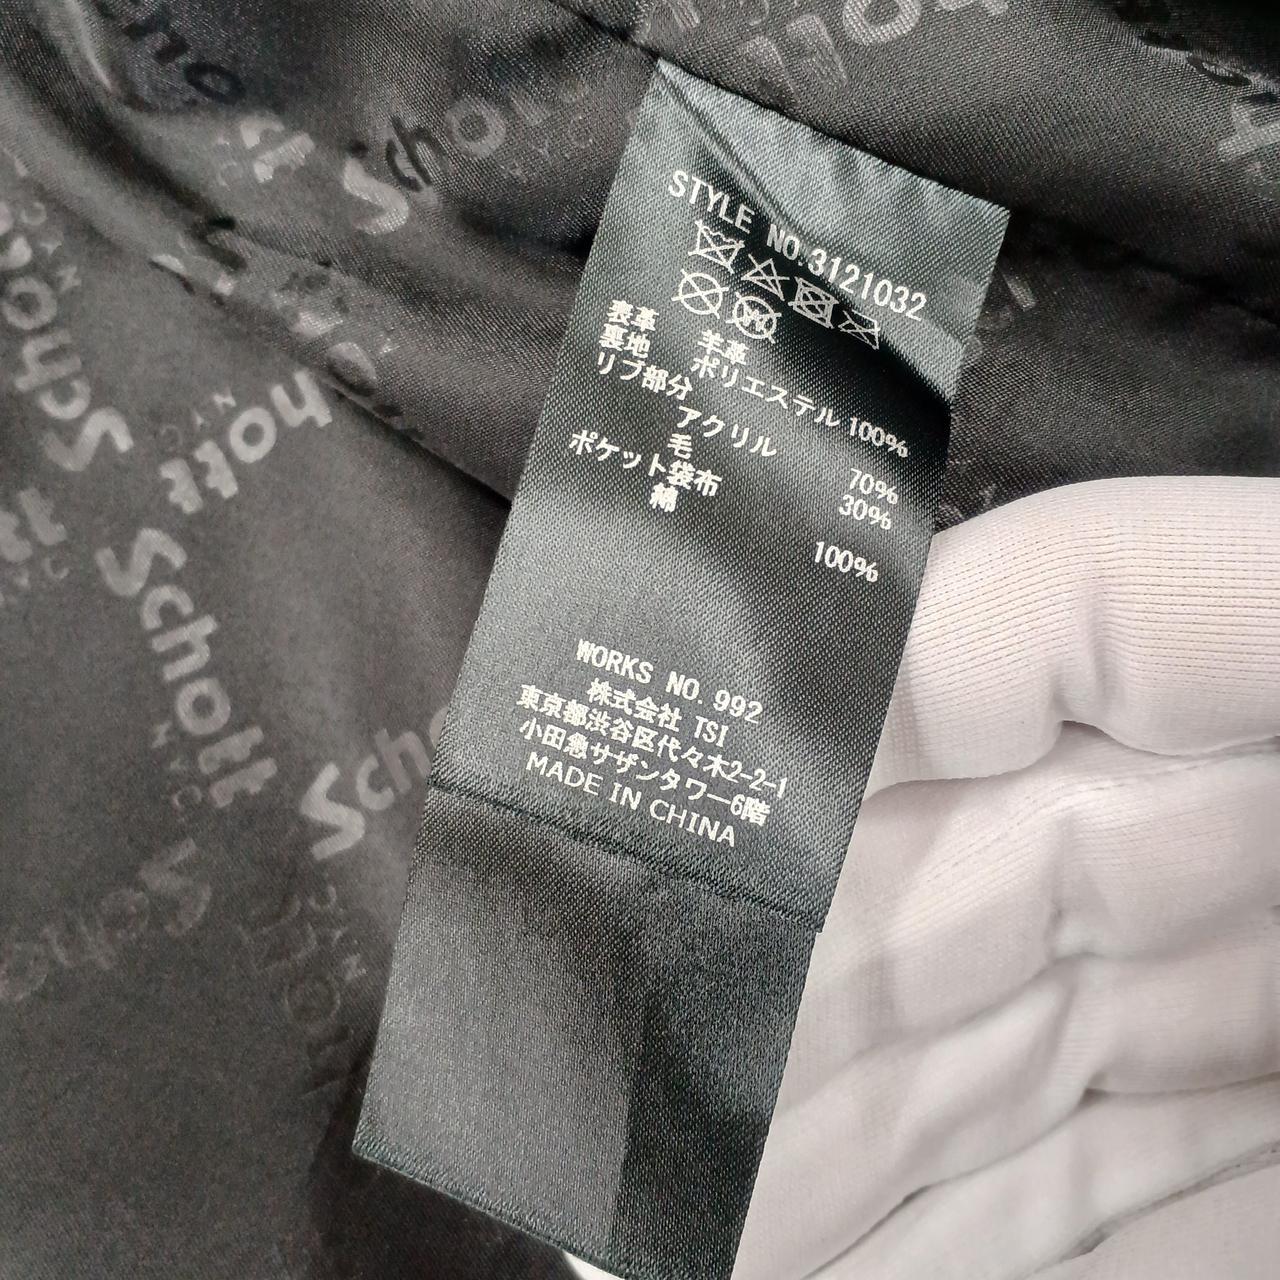 Schott
NYC
Schott
Schott
Schott
NYC
STYLE NO.3121032
表革 羊革
裏地 ポリエステル 100%
リブ部分
アクリル 70%
毛 30%
ポケット袋布
綿 100%
WORKS NO.992
株式会社 TSI
東京都渋谷区代々木2-2-1
小田急サザンタワー6階
MADE IN CHINA